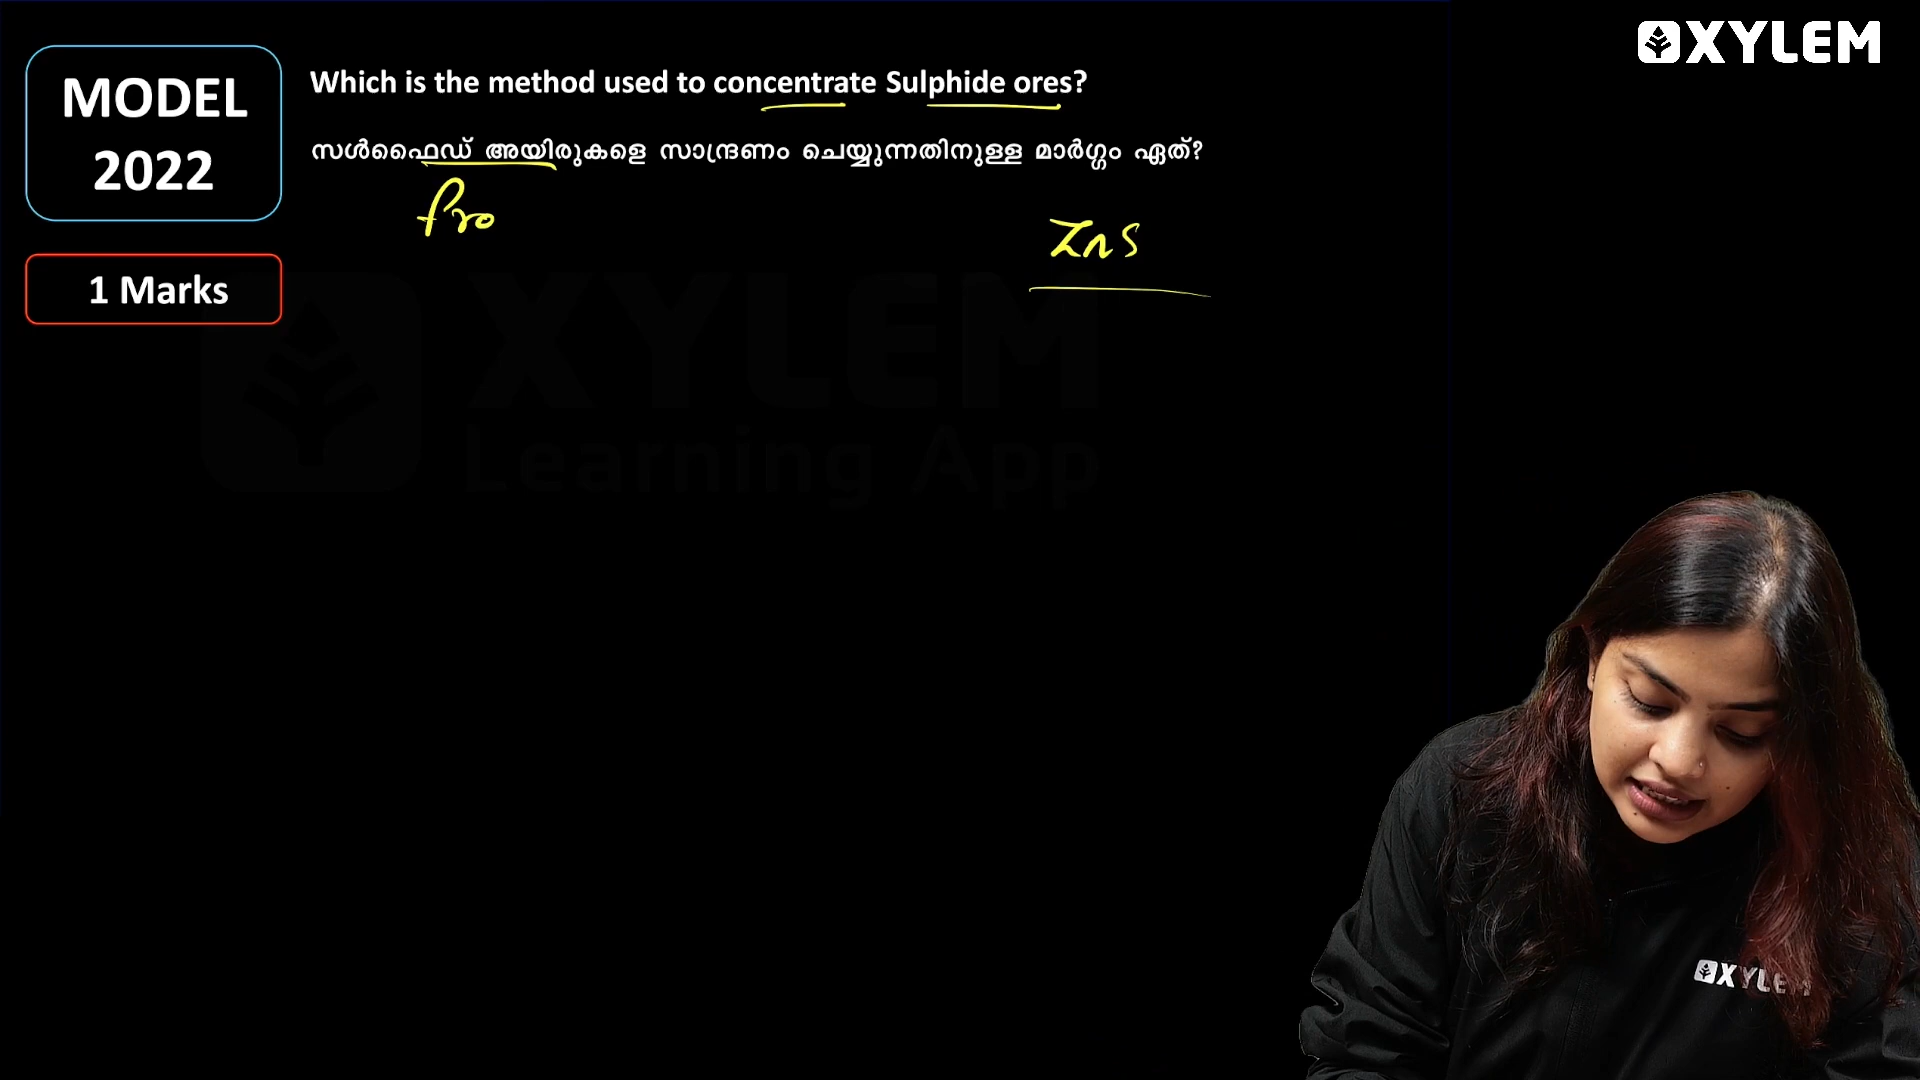 XYLEM
MODEL
2022
Which is the method used to concentrate Sulphide ores?
സൾഫൈഡ് അയിരുകളെ സാന്ദ്രണം ചെയ്യുന്നതിനുള്ള മാർഗ്ഗം ഏത്?
fro
ZnS
1 Marks
XYLEM
Learning App
XYLEM